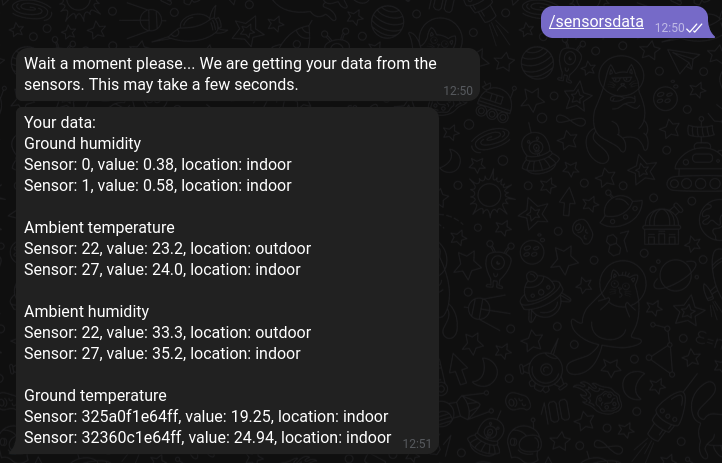 /sensorsdata
12:50
Wait a moment please... We are getting your data from the
sensors. This may take a few seconds.
12:50
Your data:
Ground humidity
Sensor: 0, value: 0.38, location: indoor
Sensor: 1, value: 0.58, location: indoor
Ambient temperature
Sensor: 22, value: 23.2, location: outdoor
Sensor: 27, value: 24.0, location: indoor
Ambient humidity
Sensor: 22, value: 33.3, location: outdoor
Sensor: 27, value: 35.2, location: indoor
Ground temperature
Sensor: 325a0f1e64ff, value: 19.25, location: indoor
Sensor: 32360c1e64ff, value: 24.94, location: indoor
12:51